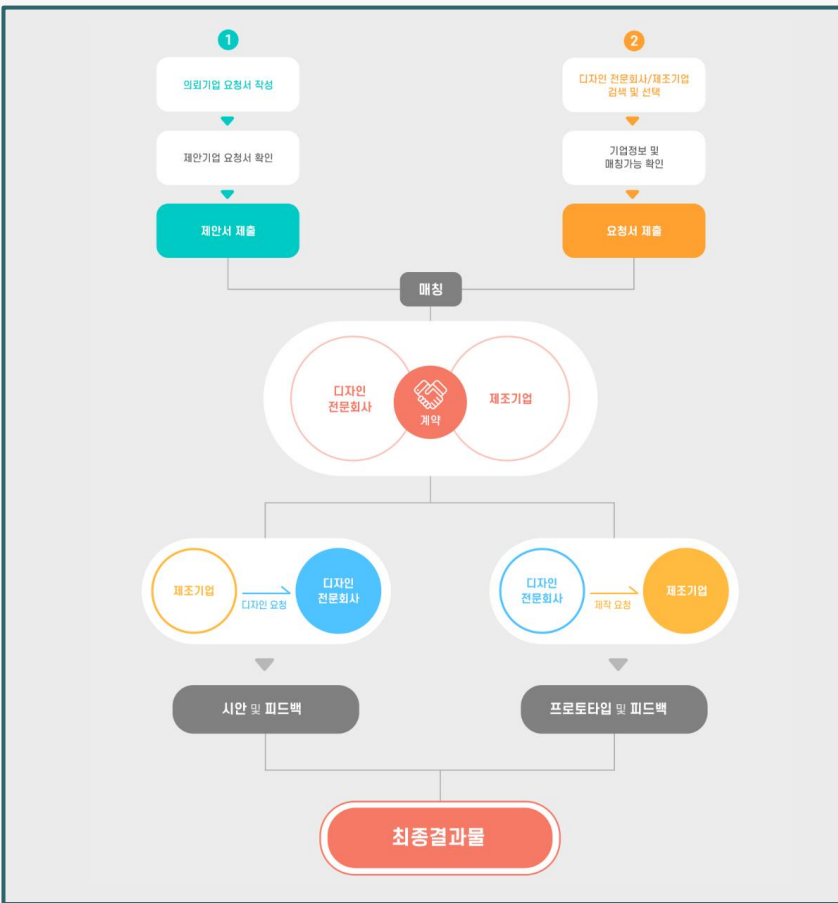 1
의뢰기업 요청서 작성
제안기업 요청서 확인
제안서 제출
2
디자인 전문회사/제조기업
검색 및 선택
기업정보 및
매칭가능 확인
요청서 제출
매칭
디자인
전문회사
계약
제조기업
제조기업
디자인 요청
디자인
전문회사
디자인
전문회사
제작 요청
제조기업
시안 및 피드백
프로토타입 및 피드백
최종결과물